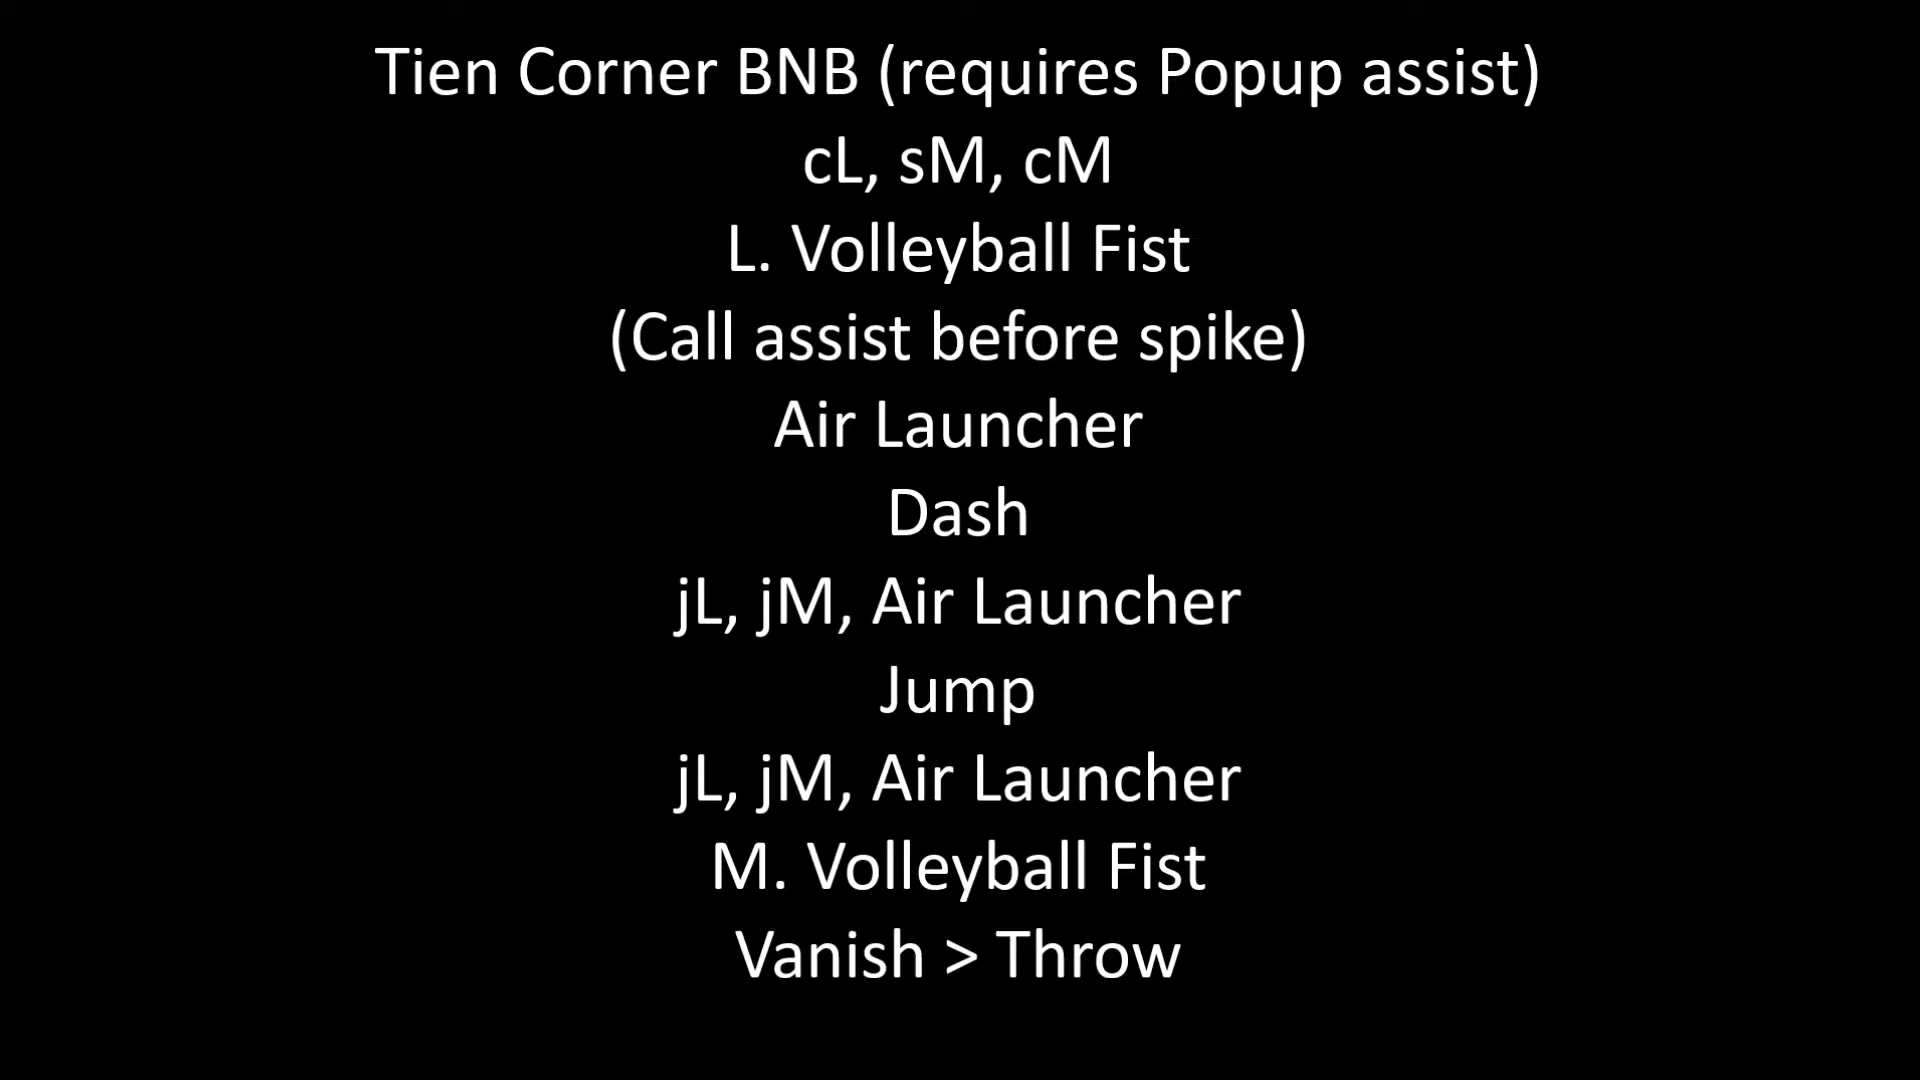 Tien Corner BNB (requires Popup assist)
cL, sM, cM
L. Volleyball Fist
(Call assist before spike)
Air Launcher
Dash
jL, jM, Air Launcher
Jump
jL, jM, Air Launcher
M. Volleyball Fist
Vanish > Throw